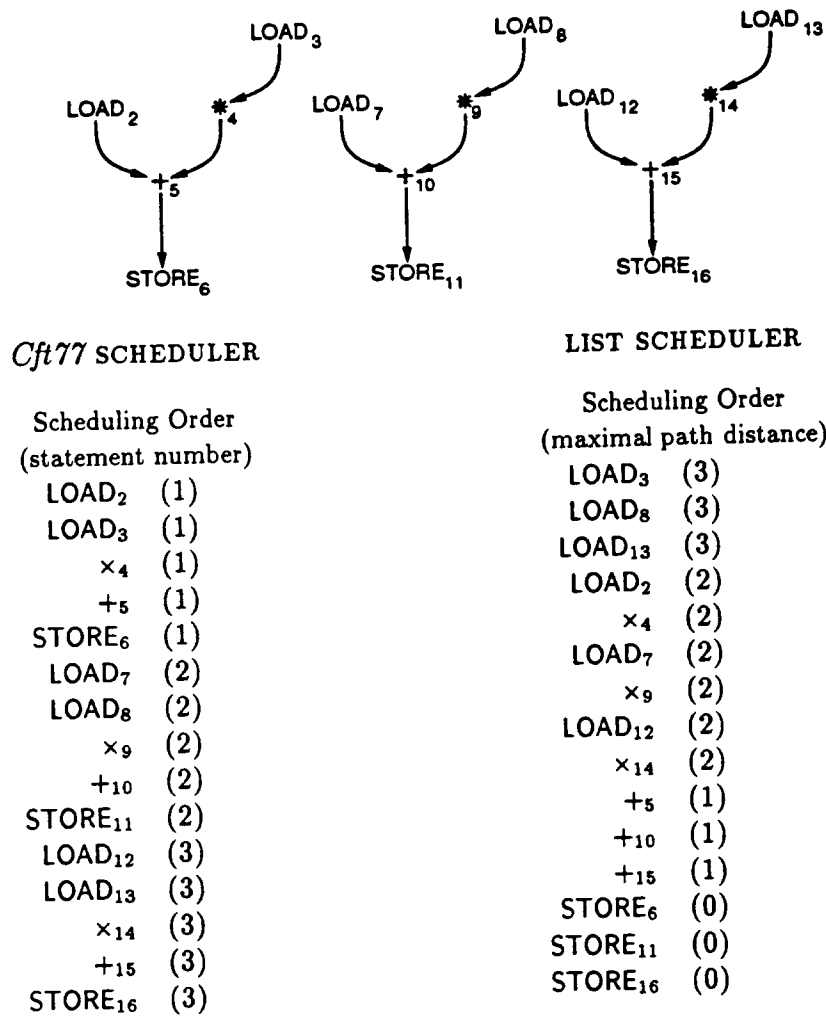 LOAD3 LOAD8 LOAD13
LOAD2 *4 LOAD7 *9 LOAD12 *14
+5 +10 +15
STORE6 STORE11 STORE16
Cft77 SCHEDULER
Scheduling Order
(statement number)
LOAD2 (1)
LOAD3 (1)
×4 (1)
+5 (1)
STORE6 (1)
LOAD7 (2)
LOAD8 (2)
×9 (2)
+10 (2)
STORE11 (2)
LOAD12 (3)
LOAD13 (3)
×14 (3)
+15 (3)
STORE16 (3)
LIST SCHEDULER
Scheduling Order
(maximal path distance)
LOAD3 (3)
LOAD8 (3)
LOAD13 (3)
LOAD2 (2)
×4 (2)
LOAD7 (2)
×9 (2)
LOAD12 (2)
×14 (2)
+5 (1)
+10 (1)
+15 (1)
STORE6 (0)
STORE11 (0)
STORE16 (0)